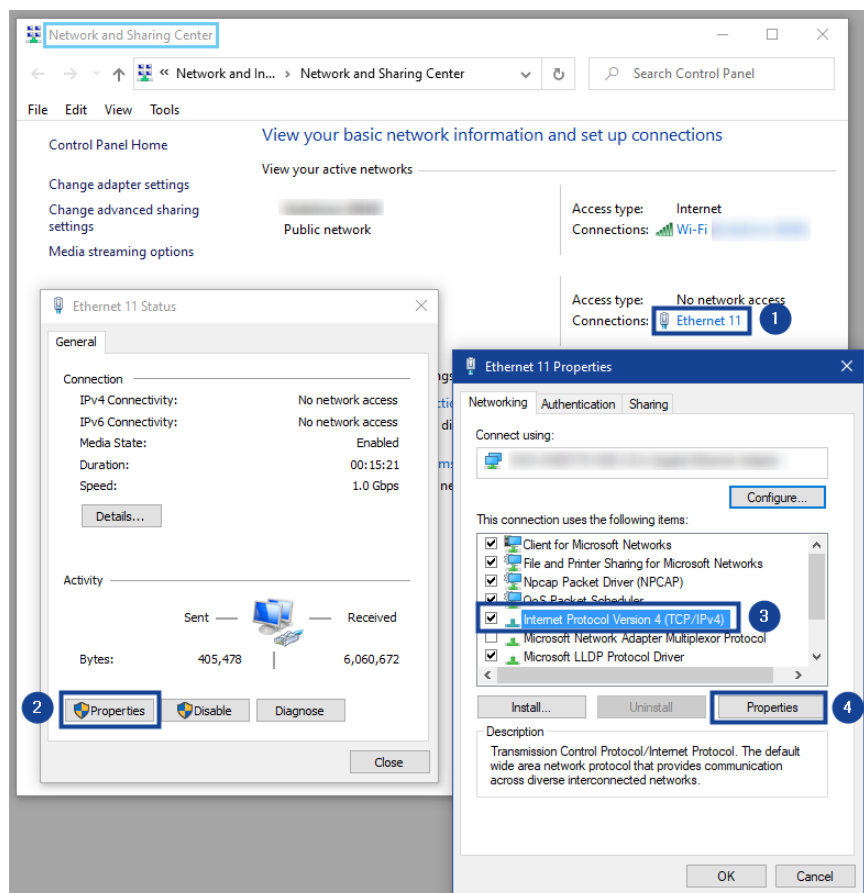 Network and Sharing Center
« Network and In... › Network and Sharing Center
Search Control Panel
File Edit View Tools
Control Panel Home
Change adapter settings
Change advanced sharing
settings
Media streaming options
View your basic network information and set up connections
View your active networks
Public network
Access type: Internet
Connections: Wi-Fi
Access type: No network access
Connections: Ethernet 11
1
Ethernet 11 Status
General
Connection
IPv4 Connectivity: No network access
IPv6 Connectivity: No network access
Media State: Enabled
Duration: 00:15:21
Speed: 1.0 Gbps
Details...
Activity
Sent — Received
Bytes: 405,478 6,060,672
2
Properties Disable Diagnose
Close
Ethernet 11 Properties
Networking Authentication Sharing
Connect using:
Configure...
This connection uses the following items:
Client for Microsoft Networks
File and Printer Sharing for Microsoft Networks
Npcap Packet Driver (NPCAP)
QoS Packet Scheduler
Internet Protocol Version 4 (TCP/IPv4)
3
Microsoft Network Adapter Multiplexor Protocol
Microsoft LLDP Protocol Driver
Install... Uninstall Properties
4
Description
Transmission Control Protocol/Internet Protocol. The default
wide area network protocol that provides communication
across diverse interconnected networks.
OK Cancel